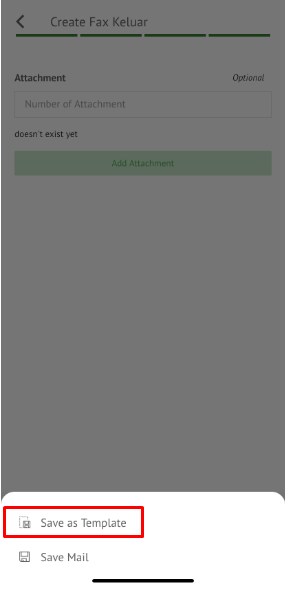 Create Fax Keluar
Attachment Optional
Number of Attachment
doesn't exist yet
Add Attachment
Save as Template
Save Mail